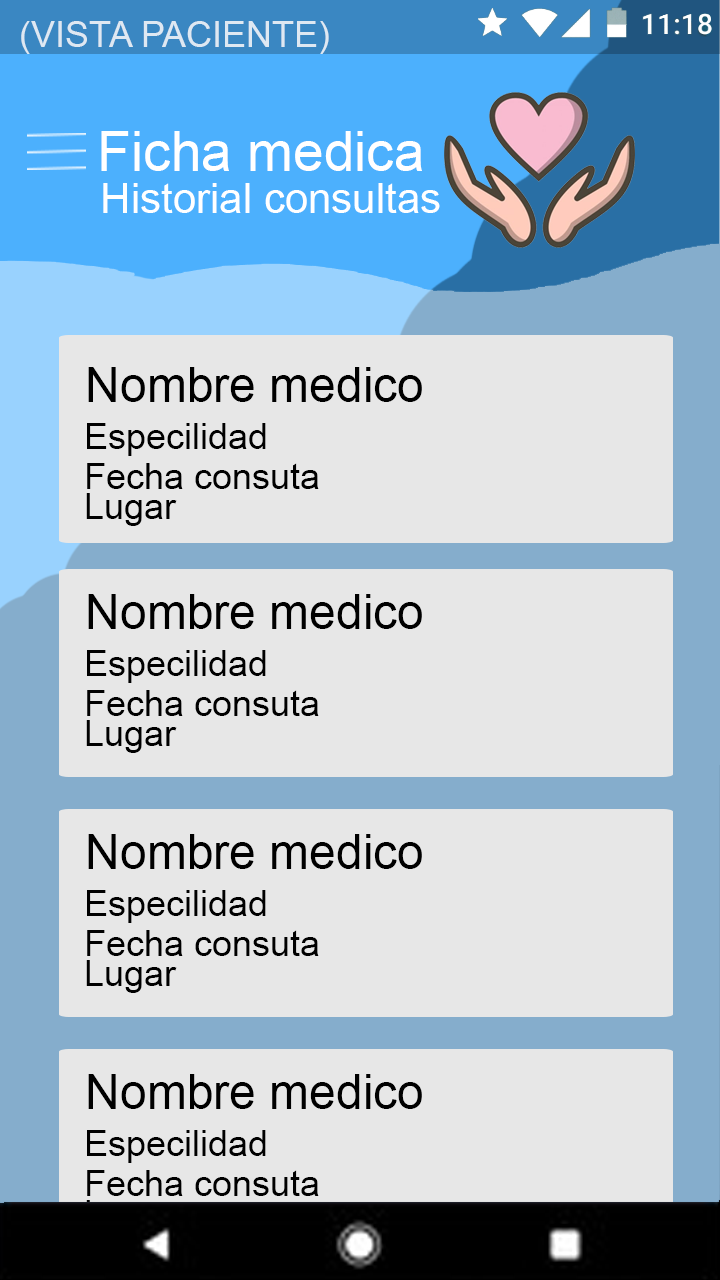 (VISTA PACIENTE)
11:18
Ficha medica
Historial consultas
Nombre medico
Especilidad
Fecha consuta
Lugar
Nombre medico
Especilidad
Fecha consuta
Lugar
Nombre medico
Especilidad
Fecha consuta
Lugar
Nombre medico
Especilidad
Fecha consuta